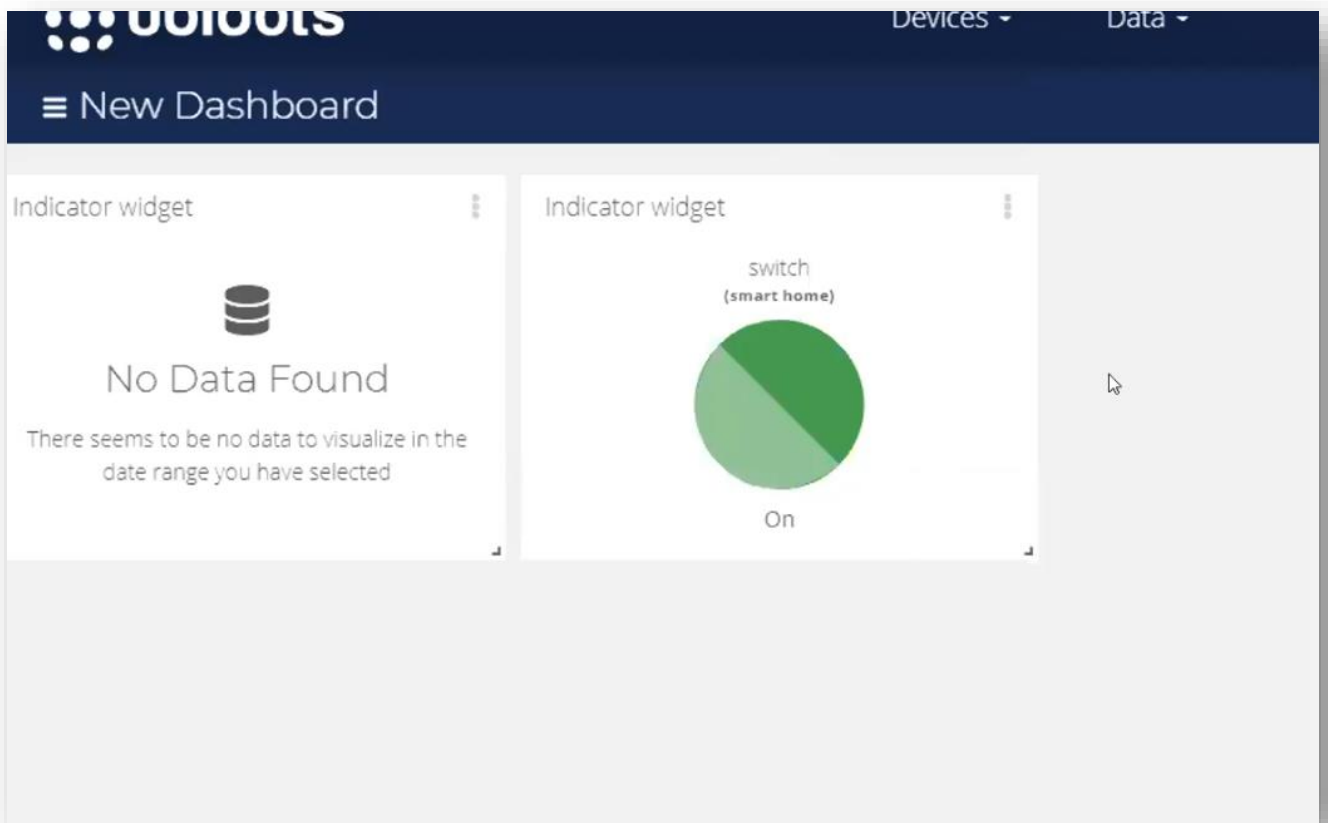 Devices
Data
New Dashboard
Indicator widget
No Data Found
There seems to be no data to visualize in the
date range you have selected
Indicator widget
switch
(smart home)
On